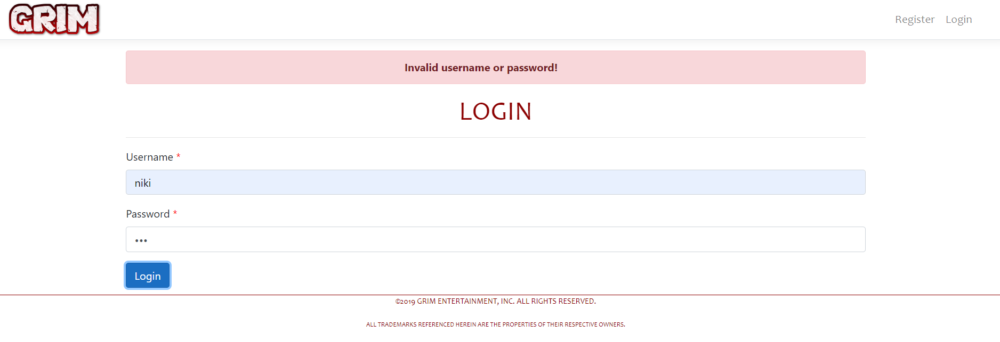 GRIM
Register Login
Invalid username or password!
LOGIN
Username *
niki
Password *
•••
Login
©2019 GRIM ENTERTAINMENT, INC. ALL RIGHTS RESERVED.
ALL TRADEMARKS REFERENCED HEREIN ARE THE PROPERTIES OF THEIR RESPECTIVE OWNERS.